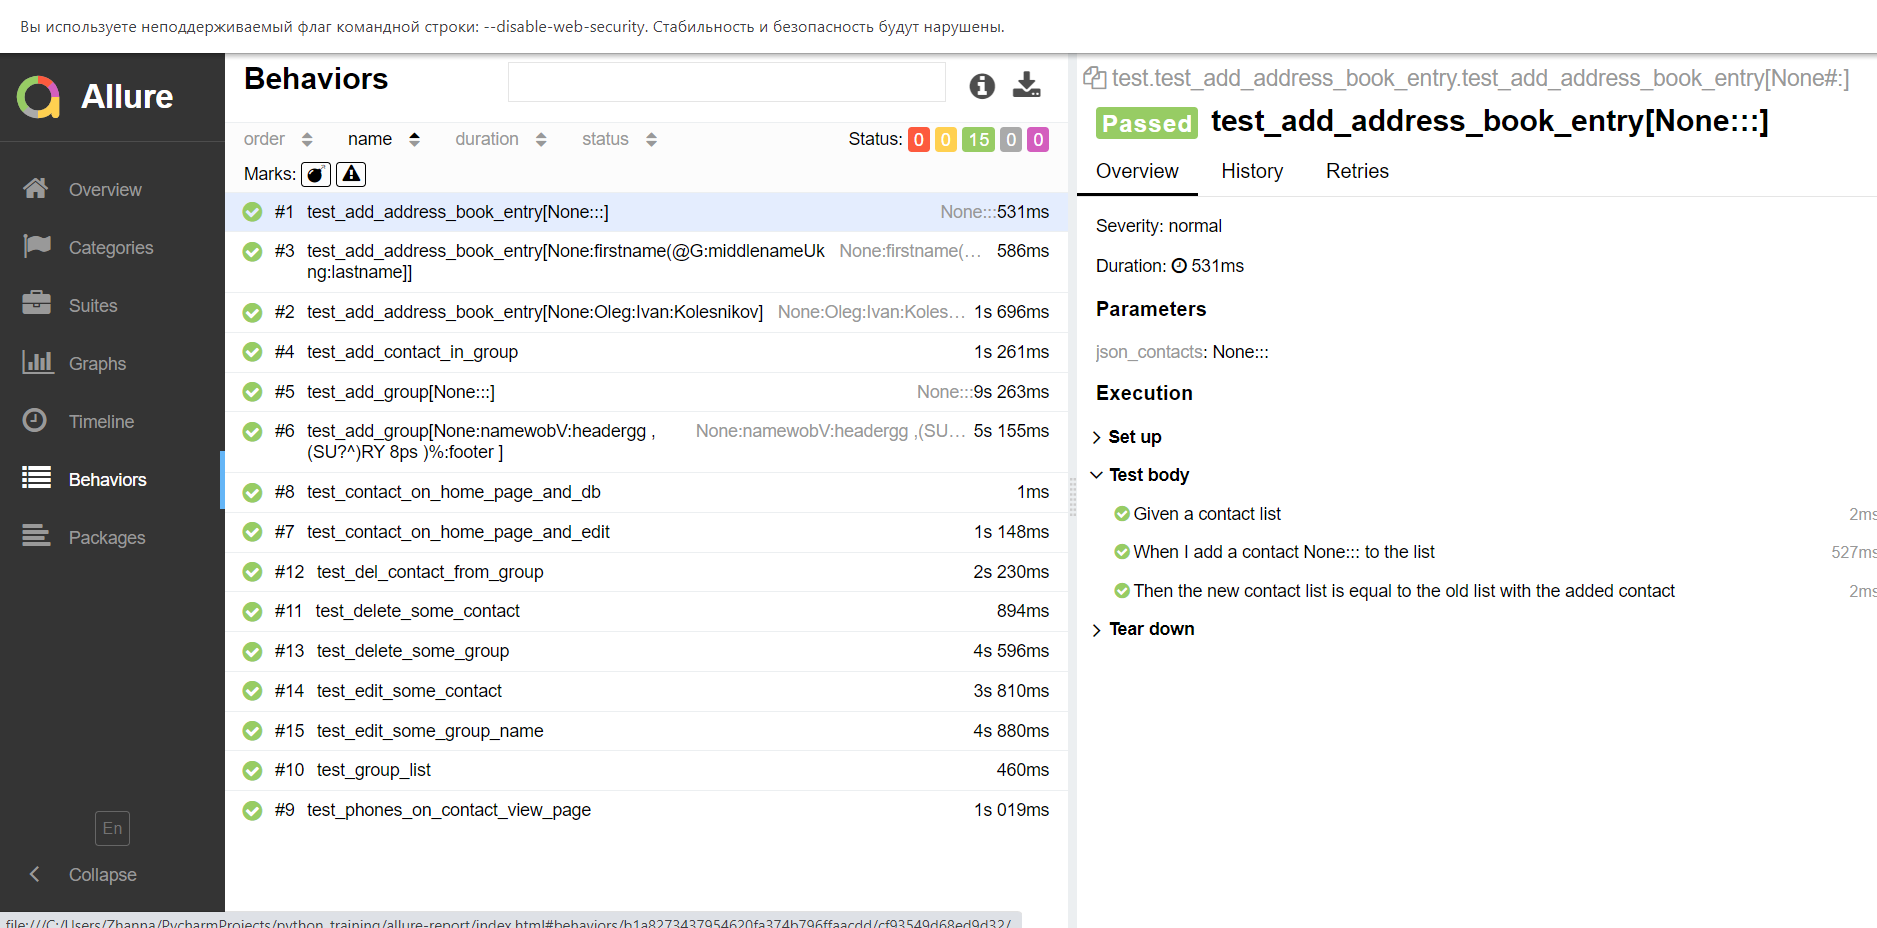 Вы используете неподдерживаемый флаг командной строки: --disable-web-security. Стабильность и безопасность будут нарушены.
Allure
Overview
Categories
Suites
Graphs
Timeline
Behaviors
Packages
En
Collapse
Behaviors
order name duration status Status: 0 0 15 0 0
Marks:
#1 test_add_address_book_entry[None:::] None:::531ms
#3 test_add_address_book_entry[None:firstname(@G:middlenameUk None:firstname(... 586ms
ng:lastname]]
#2 test_add_address_book_entry[None:Oleg:Ivan:Kolesnikov] None:Oleg:Ivan:Koles... 1s 696ms
#4 test_add_contact_in_group 1s 261ms
#5 test_add_group[None:::] None:::9s 263ms
#6 test_add_group[None:namewobV:headergg , None:namewobV:headergg ,(SU... 5s 155ms
(SU?^)RY 8ps )%:footer ]
#8 test_contact_on_home_page_and_db 1ms
#7 test_contact_on_home_page_and_edit 1s 148ms
#12 test_del_contact_from_group 2s 230ms
#11 test_delete_some_contact 894ms
#13 test_delete_some_group 4s 596ms
#14 test_edit_some_contact 3s 810ms
#15 test_edit_some_group_name 4s 880ms
#10 test_group_list 460ms
#9 test_phones_on_contact_view_page 1s 019ms
test.test_add_address_book_entry.test_add_address_book_entry[None#:]
Passed test_add_address_book_entry[None:::]
Overview History Retries
Severity: normal
Duration: 531ms
Parameters
json_contacts: None:::
Execution
Set up
Test body
Given a contact list 2ms
When I add a contact None::: to the list 527ms
Then the new contact list is equal to the old list with the added contact 2ms
Tear down
file:///C:/Users/Zhanna/PycharmProjects/python_training/allure-report/index.html#behaviors/b1a8273437954620fa374b796ffaacdd/cf93549d68ed9d32/